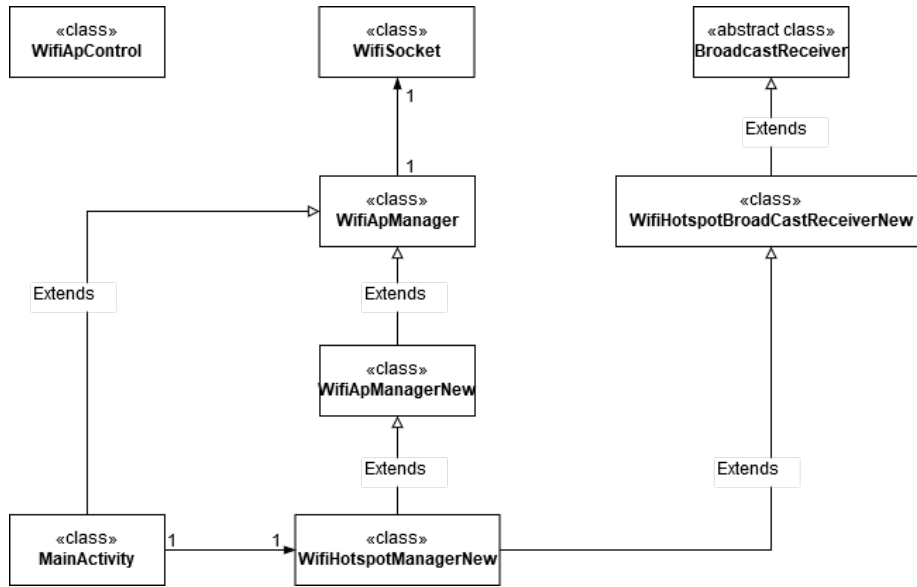 «class»
WifiApControl
«class»
WifiSocket
«abstract class»
BroadcastReceiver
1
Extends
1
«class»
WifiApManager
«class»
WifiHotspotBroadCastReceiverNew
Extends
Extends
«class»
WifiApManagerNew
Extends
Extends
«class»
MainActivity
1
1
«class»
WifiHotspotManagerNew